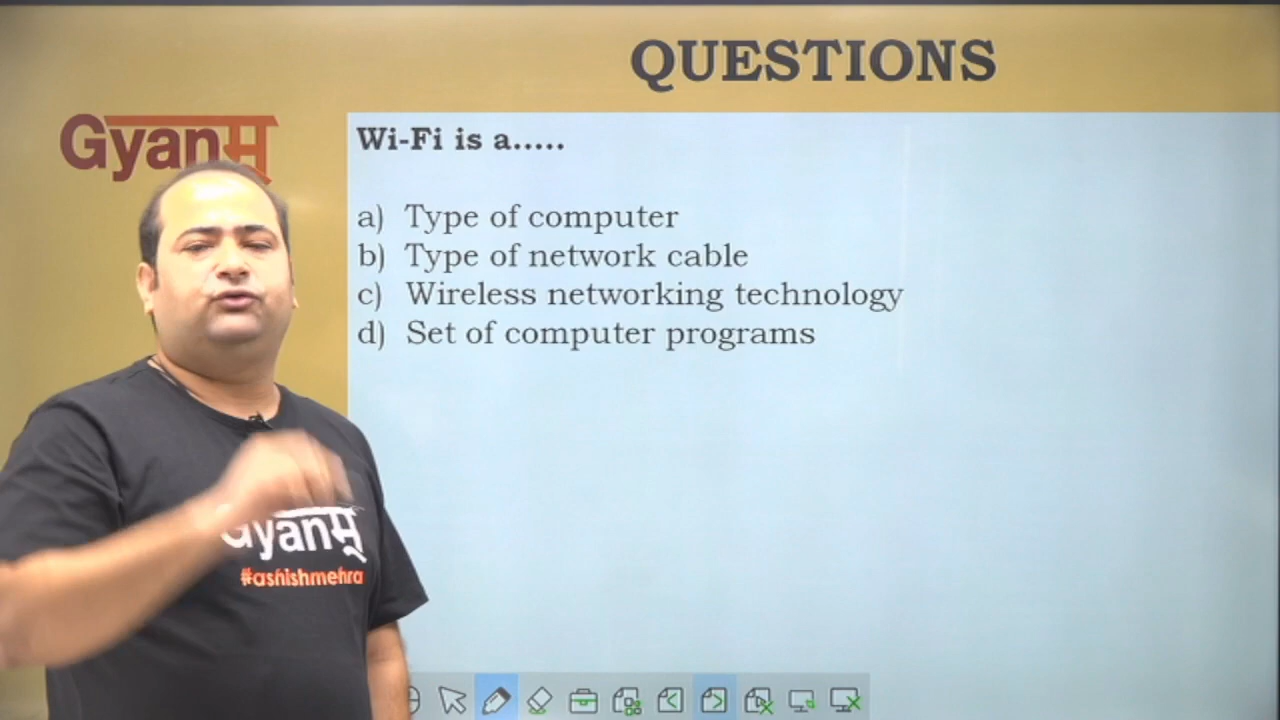 QUESTIONS
Gyanम्
Wi-Fi is a.....
a) Type of computer
b) Type of network cable
c) Wireless networking technology
d) Set of computer programs
Gyanम्
#ashishmehra